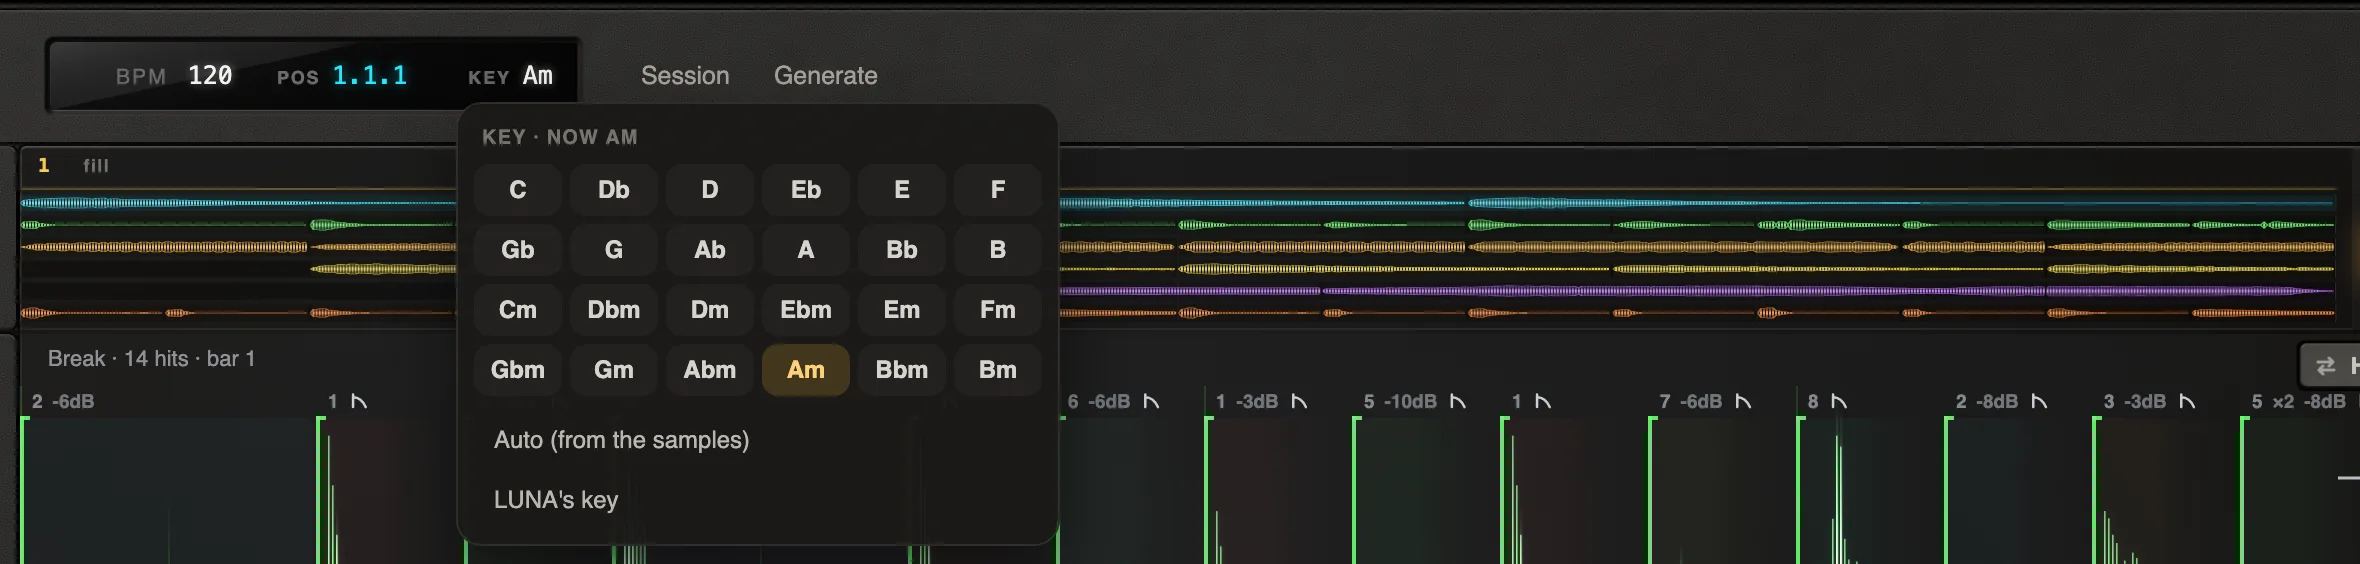 BPM 120 POS 1.1.1 KEY Am
Session Generate
KEY · NOW AM
C Db D Eb E F
Gb G Ab A Bb B
Cm Dbm Dm Ebm Em Fm
Gbm Gm Abm Am Bbm Bm
Auto (from the samples)
LUNA's key
1 fill
Break · 14 hits · bar 1
2 -6dB 1 6 -6dB 1 -3dB 5 -10dB 1 7 -6dB 8 2 -8dB 3 -3dB 5 ×2 -8dB